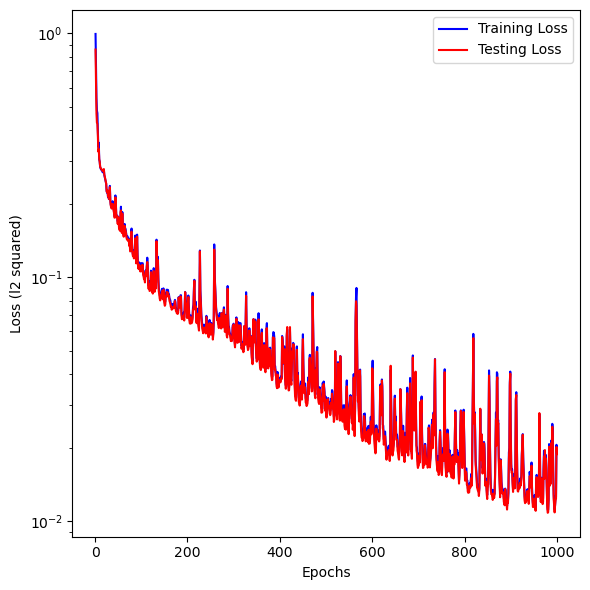 Training Loss
Testing Loss
Loss (l2 squared)
10⁰
10⁻¹
10⁻²
0 200 400 600 800 1000
Epochs